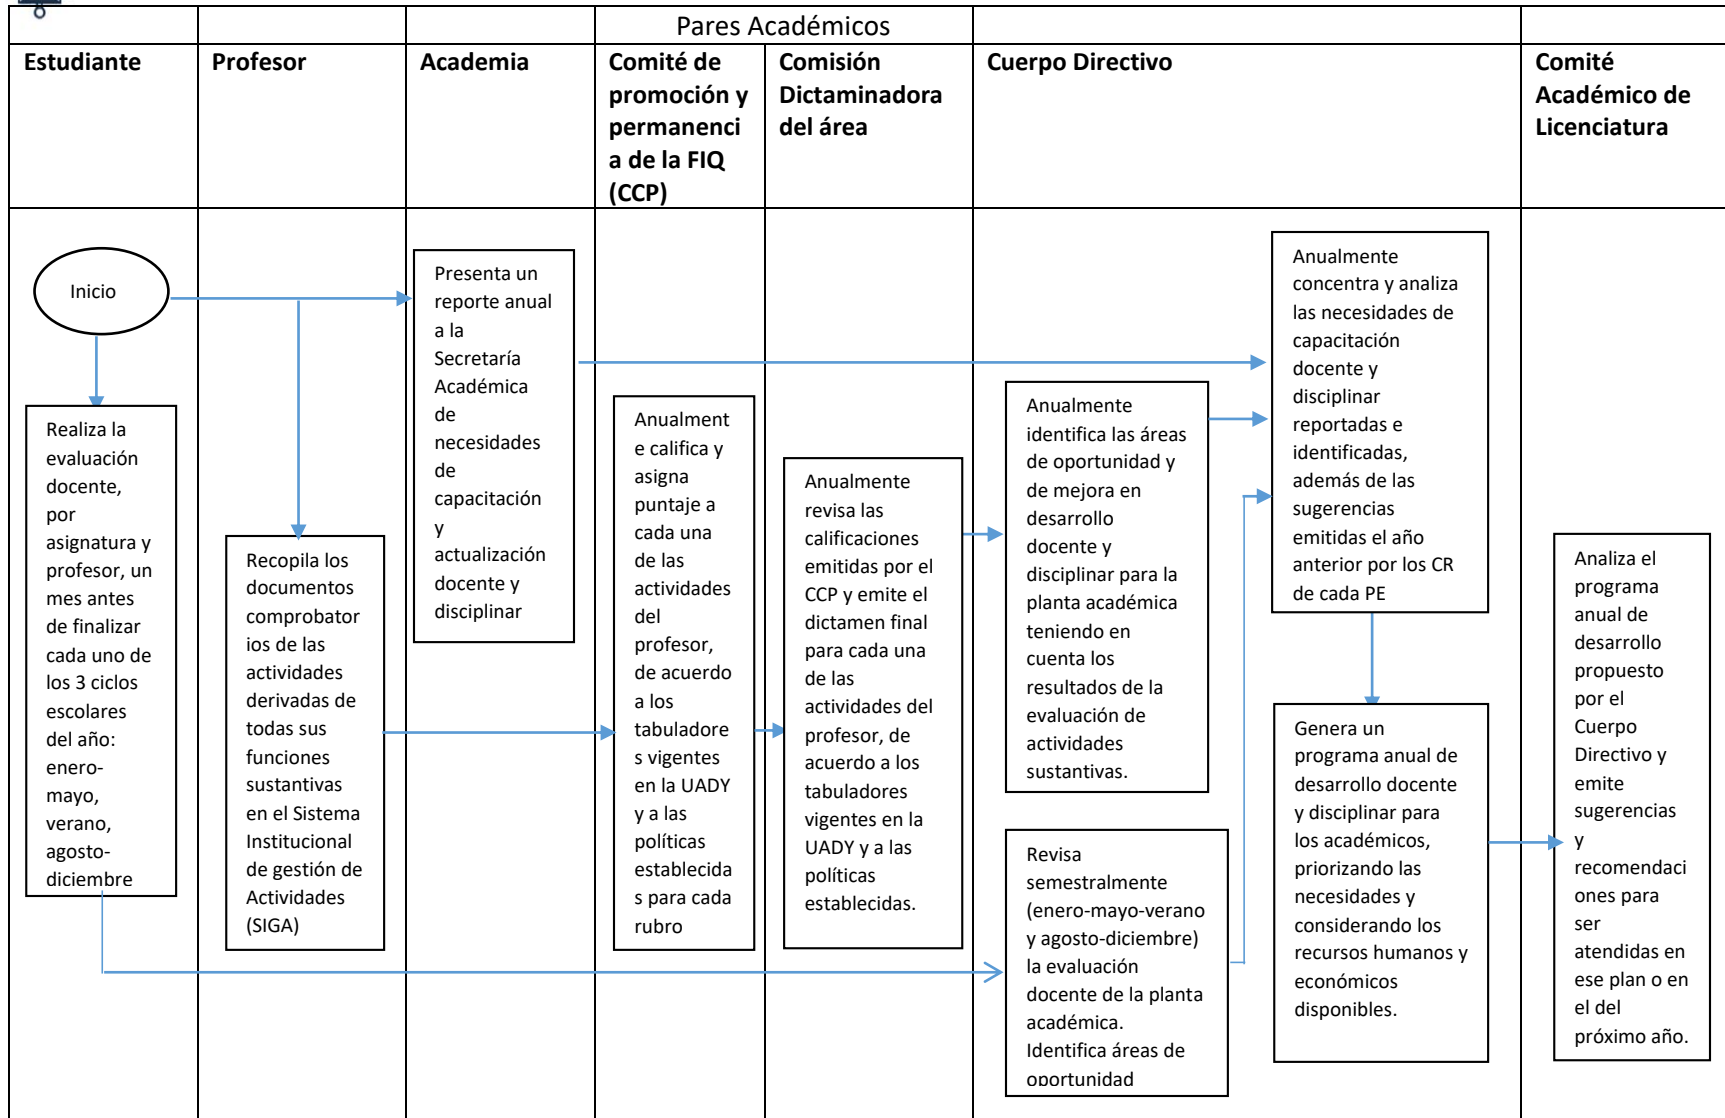 Pares Académicos
Estudiante
Profesor
Academia
Comité de
promoción y
permanenci
a de la FIQ
(CCP)
Comisión
Dictaminadora
del área
Cuerpo Directivo
Comité
Académico de
Licenciatura
Inicio
Realiza la
evaluación
docente,
por
asignatura y
profesor, un
mes antes
de finalizar
cada uno de
los 3 ciclos
escolares
del año:
enero-
mayo,
verano,
agosto-
diciembre
Recopila los
documentos
comprobator
ios de las
actividades
derivadas de
todas sus
funciones
sustantivas
en el Sistema
Institucional
de gestión de
Actividades
(SIGA)
Presenta un
reporte anual
a la
Secretaría
Académica
de
necesidades
de
capacitación
y
actualización
docente y
disciplinar
Anualment
e califica y
asigna
puntaje a
cada una
de las
actividades
del
profesor,
de acuerdo
a los
tabuladore
s vigentes
en la UADY
y a las
políticas
establecida
s para cada
rubro
Anualmente
revisa las
calificaciones
emitidas por el
CCP y emite el
dictamen final
para cada una
de las
actividades del
profesor, de
acuerdo a los
tabuladores
vigentes en la
UADY y a las
políticas
establecidas.
Anualmente
identifica las áreas
de oportunidad y
de mejora en
desarrollo
docente y
disciplinar para la
planta académica
teniendo en
cuenta los
resultados de la
evaluación de
actividades
sustantivas.
Revisa
semestralmente
(enero-mayo-verano
y agosto-diciembre)
la evaluación
docente de la planta
académica.
Identifica áreas de
oportunidad
Anualmente
concentra y analiza
las necesidades de
capacitación
docente y
disciplinar
reportadas e
identificadas,
además de las
sugerencias
emitidas el año
anterior por los CR
de cada PE
Genera un
programa anual de
desarrollo docente
y disciplinar para
los académicos,
priorizando las
necesidades y
considerando los
recursos humanos y
económicos
disponibles.
Analiza el
programa
anual de
desarrollo
propuesto
por el
Cuerpo
Directivo y
emite
sugerencias
y
recomendaci
ones para
ser
atendidas en
ese plan o en
el del
próximo año.